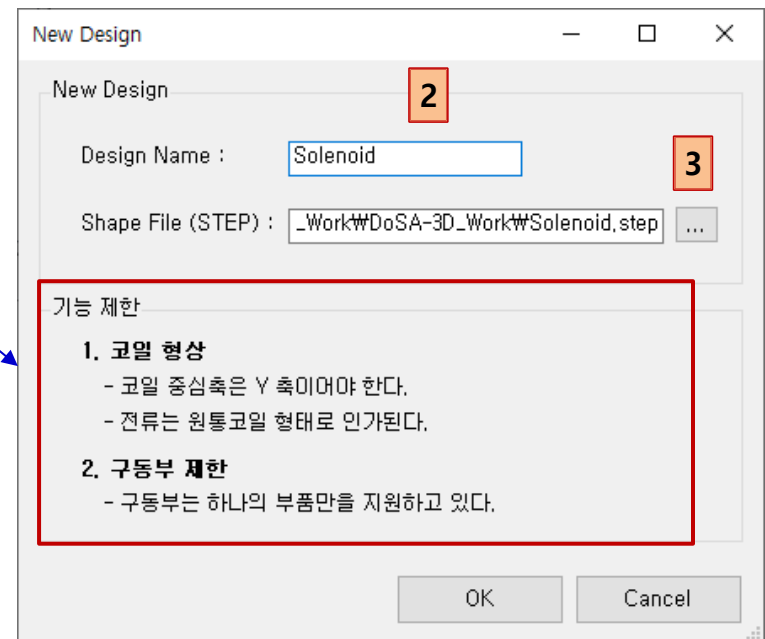 New Design
New Design
2
Design Name :
Solenoid
3
Shape File (STEP) :
_Work₩DoSA-3D_Work₩Solenoid.step
...
기능 제한
1. 코일 형상
- 코일 중심축은 Y 축이어야 한다.
- 전류는 원통코일 형태로 인가된다.
2. 구동부 제한
- 구동부는 하나의 부품만을 지원하고 있다.
OK
Cancel